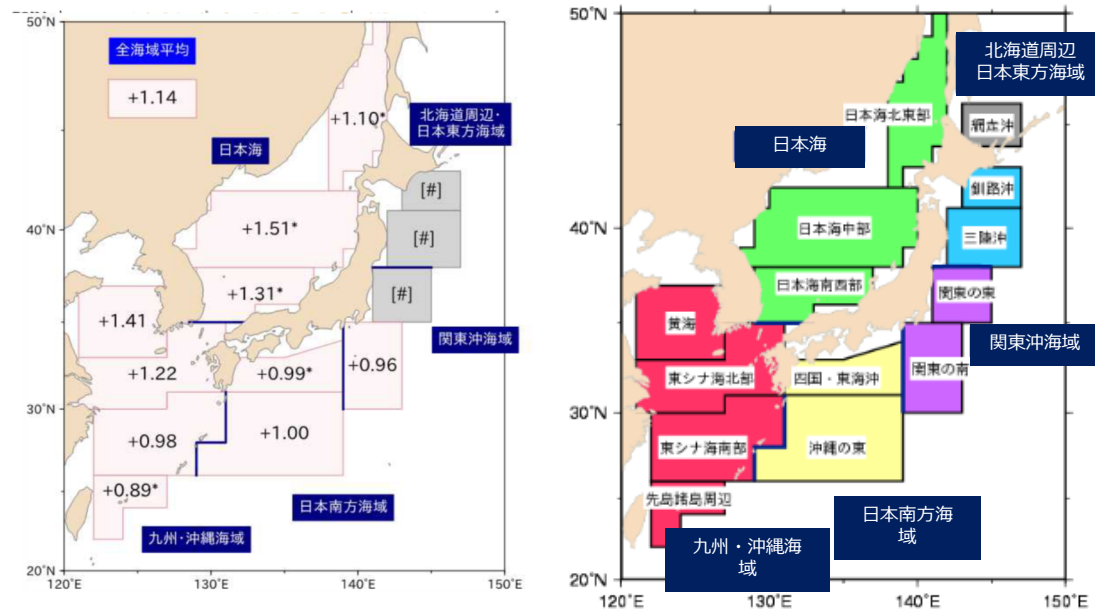 50°N
40°N
30°N
20°N
120°E
130°E
140°E
150°E
全海域平均
+1.14
日本海
北海道周辺・
日本東方海域
+1.10*
+1.51*
+1.31*
[#]
[#]
[#]
関東沖海域
+1.41
+1.22
+0.99*
+0.96
+0.98
+1.00
+0.89*
日本南方海域
九州・沖縄海域
50°N
40°N
30°N
20°N
120°E
130°E
140°E
150°E
北海道周辺
日本東方海域
日本海北東部
網走沖
日本海
釧路沖
日本海中部
三陸沖
日本海南西部
関東の東
黄海
関東沖海域
東シナ海北部
四国・東海沖
関東の南
東シナ海南部
沖縄の東
先島諸島周辺
日本南方海
域
九州・沖縄海
域